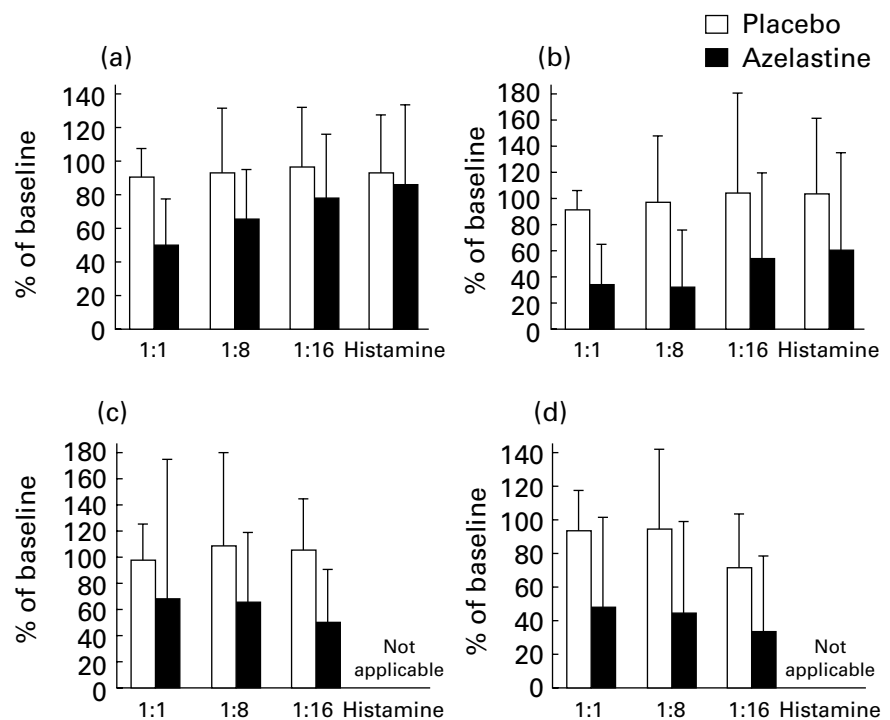 Placebo
Azelastine
(a)
% of baseline
140
120
100
80
60
40
20
0
1:1 1:8 1:16 Histamine
(b)
% of baseline
180
160
140
120
100
80
60
40
20
0
1:1 1:8 1:16 Histamine
(c)
% of baseline
180
160
140
120
100
80
60
40
20
0
Not
applicable
1:1 1:8 1:16 Histamine
(d)
% of baseline
140
120
100
80
60
40
20
0
Not
applicable
1:1 1:8 1:16 Histamine